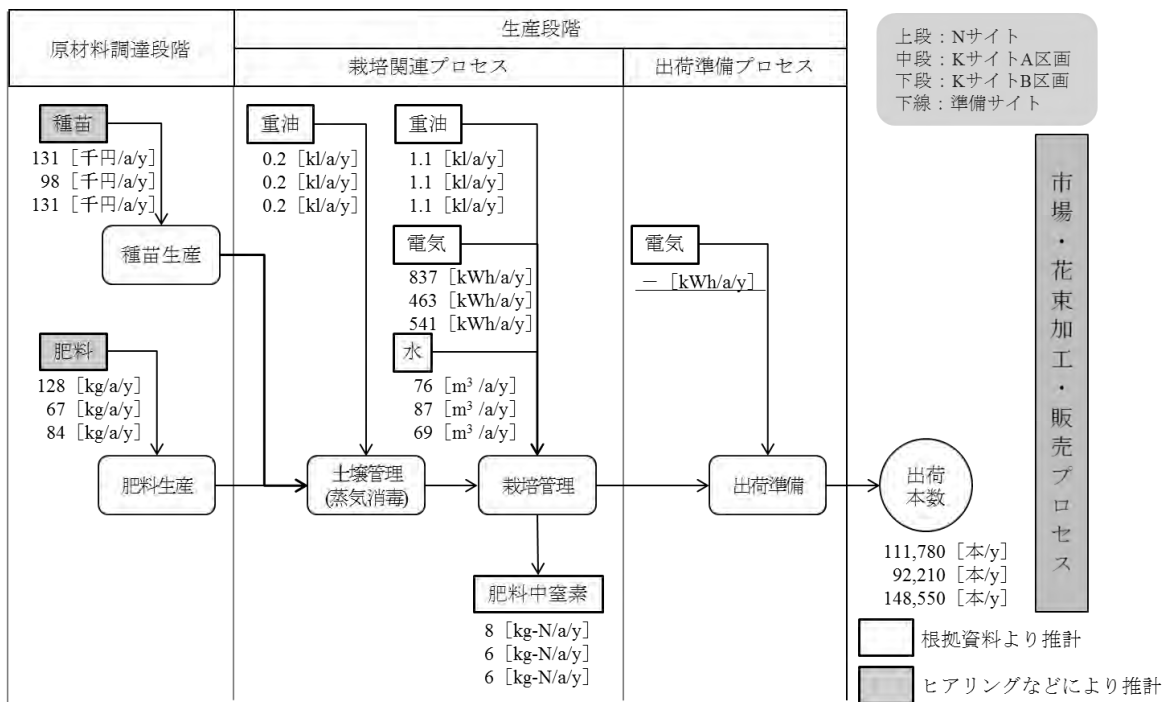 原材料調達段階
生産段階
栽培関連プロセス
出荷準備プロセス
上段：Nサイト
中段：KサイトA区画
下段：KサイトB区画
下線：準備サイト
種苗
131［千円/a/y］
98［千円/a/y］
131［千円/a/y］
種苗生産
肥料
128［kg/a/y］
67［kg/a/y］
84［kg/a/y］
肥料生産
重油
0.2［kl/a/y］
0.2［kl/a/y］
0.2［kl/a/y］
土壌管理
(蒸気消毒)
重油
1.1［kl/a/y］
1.1［kl/a/y］
1.1［kl/a/y］
電気
837［kWh/a/y］
463［kWh/a/y］
541［kWh/a/y］
水
76［m³ /a/y］
87［m³ /a/y］
69［m³ /a/y］
栽培管理
肥料中窒素
8［kg-N/a/y］
6［kg-N/a/y］
6［kg-N/a/y］
電気
－［kWh/a/y］
出荷準備
出荷
本数
111,780［本/y］
92,210［本/y］
148,550［本/y］
市場・花束加工・販売プロセス
根拠資料より推計
ヒアリングなどにより推計